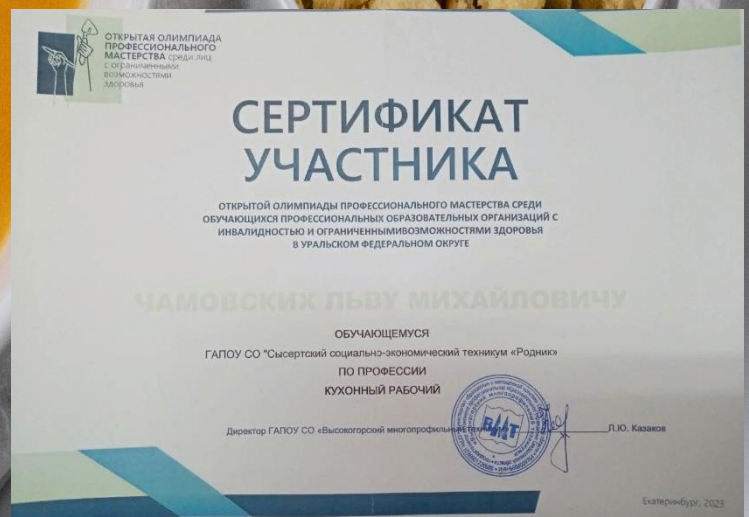 ОТКРЫТАЯ ОЛИМПИАДА
ПРОФЕССИОНАЛЬНОГО
МАСТЕРСТВА СРЕДИ ЛИЦ
С ОГРАНИЧЕННЫМИ
ВОЗМОЖНОСТЯМИ
ЗДОРОВЬЯ
СЕРТИФИКАТ
УЧАСТНИКА
ОТКРЫТОЙ ОЛИМПИАДЫ ПРОФЕССИОНАЛЬНОГО МАСТЕРСТВА СРЕДИ
ОБУЧАЮЩИХСЯ ПРОФЕССИОНАЛЬНЫХ ОБРАЗОВАТЕЛЬНЫХ ОРГАНИЗАЦИЙ С
ИНВАЛИДНОСТЬЮ И ОГРАНИЧЕННЫМИВОЗМОЖНОСТЯМИ ЗДОРОВЬЯ
В УРАЛЬСКОМ ФЕДЕРАЛЬНОМ ОКРУГЕ
ЧАМОВСКИХ ЛЬВУ МИХАЙЛОВИЧУ
ОБУЧАЮЩЕМУСЯ
ГАПОУ СО "Сысертский социально-экономический техникум «Родник»
ПО ПРОФЕССИИ
КУХОННЫЙ РАБОЧИЙ
Директор ГАПОУ СО «Высокогорский многопрофильный техникум» Л.Ю. Казаков
ВМТ
Екатеринбург, 2023